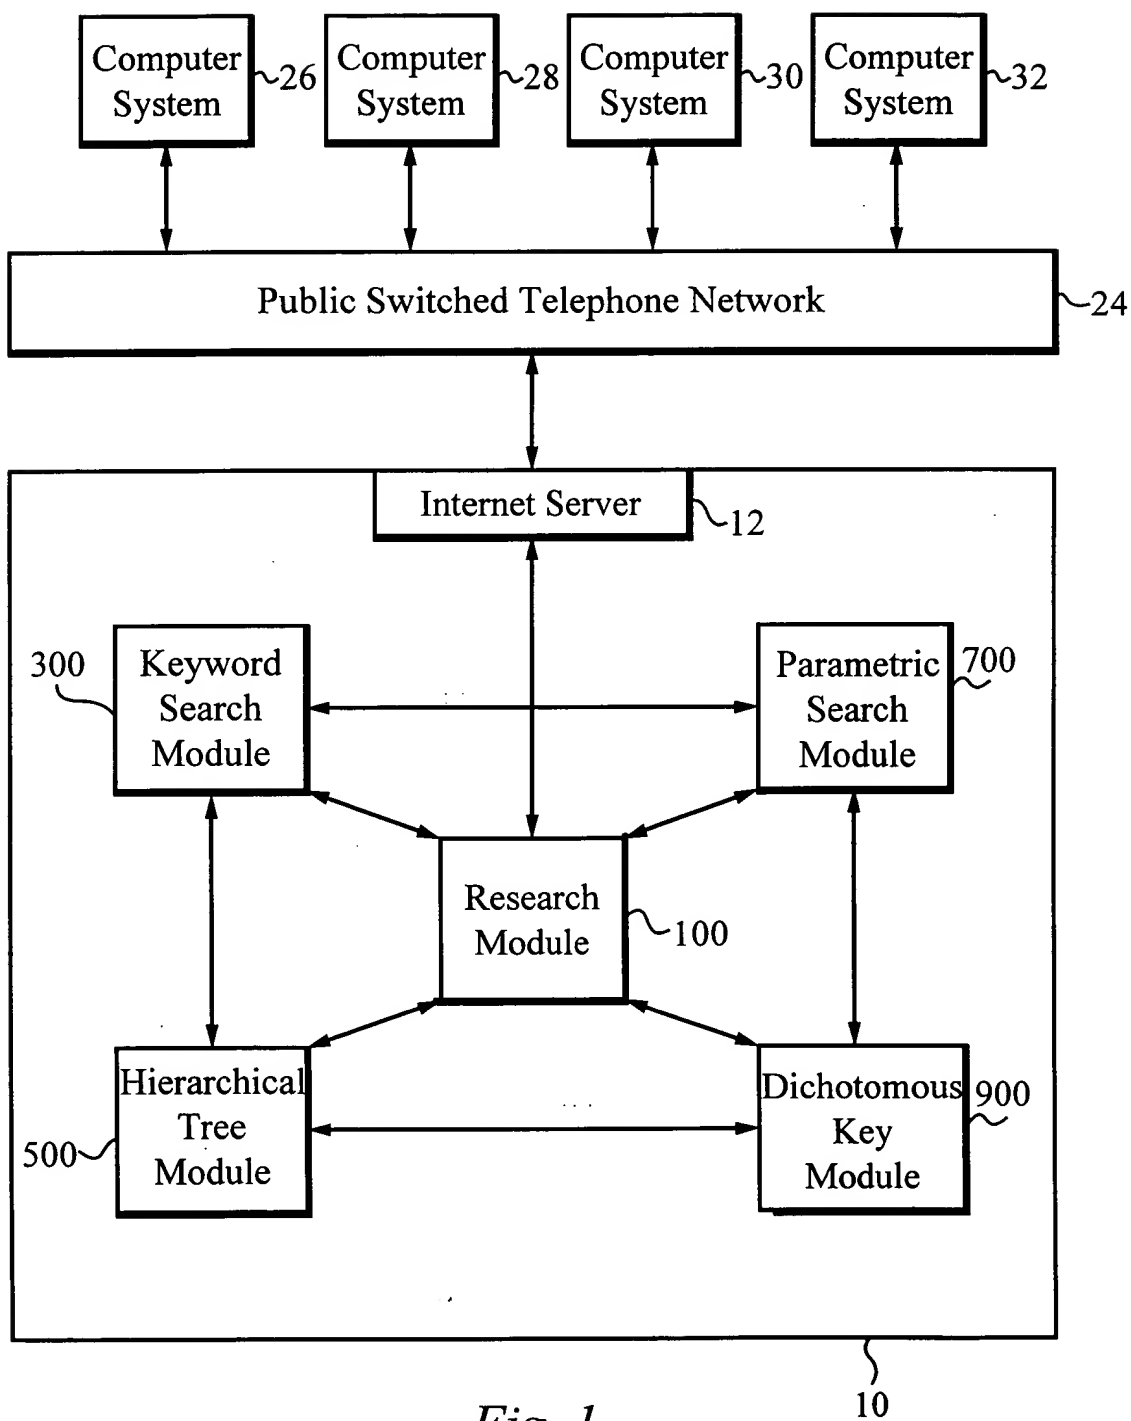 Computer
System
26
Computer
System
28
Computer
System
30
Computer
System
32
Public Switched Telephone Network
24
Internet Server
12
300
Keyword
Search
Module
Parametric
Search
Module
700
Research
Module
100
Hierarchical
Tree
Module
500
Dichotomous
Key
Module
900
10
Fig. 1